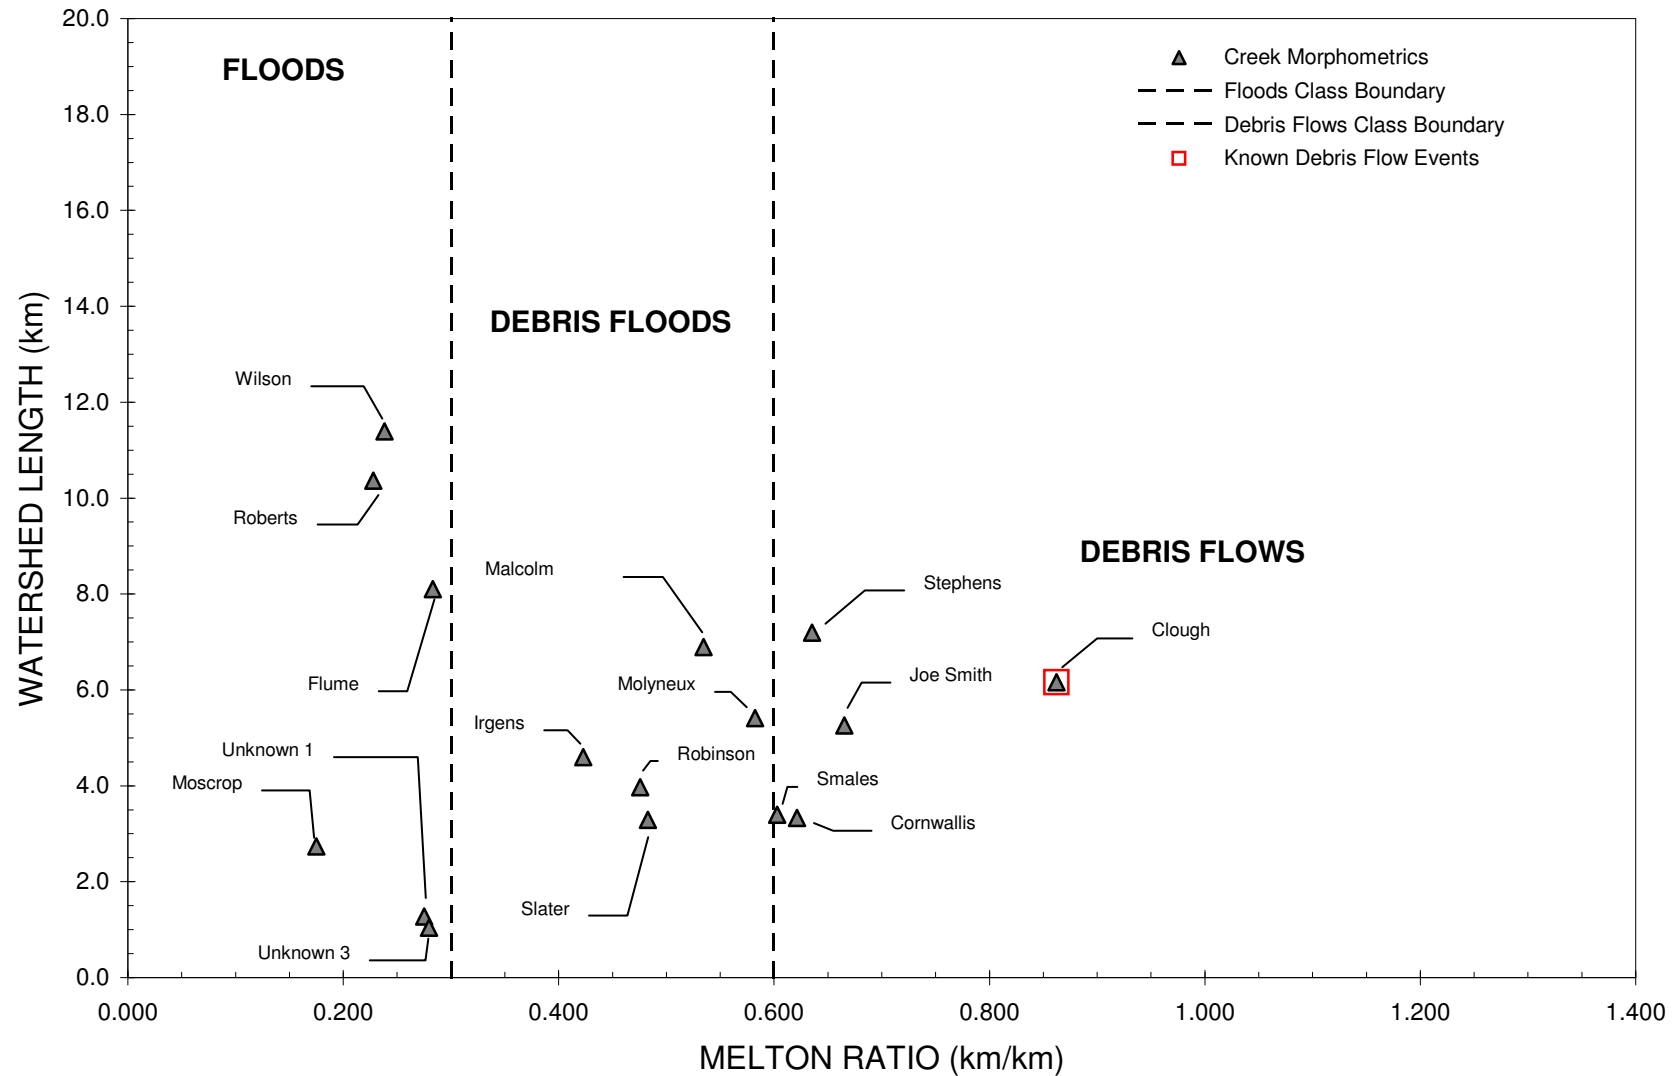 20.0
FLOODS
Creek Morphometrics
Floods Class Boundary
Debris Flows Class Boundary
Known Debris Flow Events
18.0
16.0
14.0
DEBRIS FLOODS
12.0
Wilson
10.0
Roberts
DEBRIS FLOWS
8.0
Malcolm
Stephens
Clough
6.0
Flume
Molyneux
Joe Smith
Irgens
Unknown 1
Robinson
4.0
Moscrop
Smales
Cornwallis
2.0
Slater
Unknown 3
0.0
WATERSHED LENGTH (km)
0.000 0.200 0.400 0.600 0.800 1.000 1.200 1.400
MELTON RATIO (km/km)